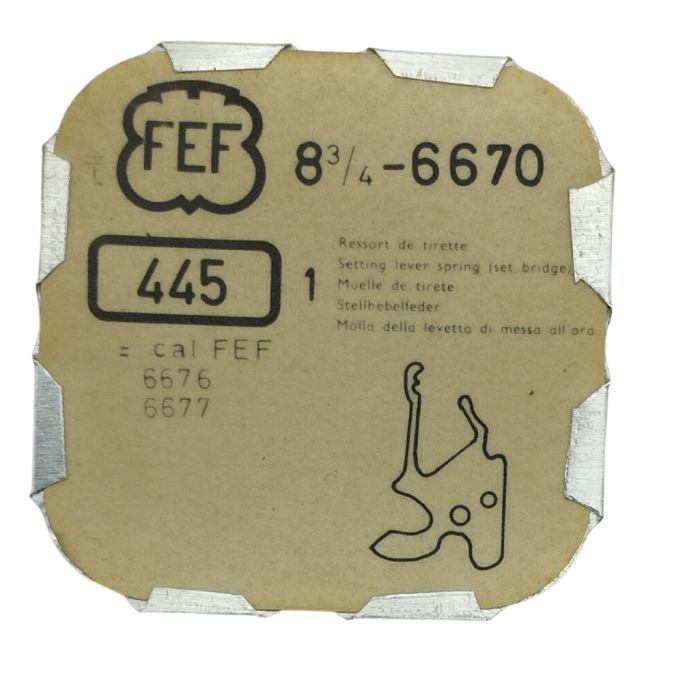 FEF
8 3/4 - 6670
445
1
Ressort de tirette
Setting lever spring (set. bridge)
Muelle de tirete
Stellhebelfeder
Molla della levetta di messa all'ora
= cal FEF
6676
6677